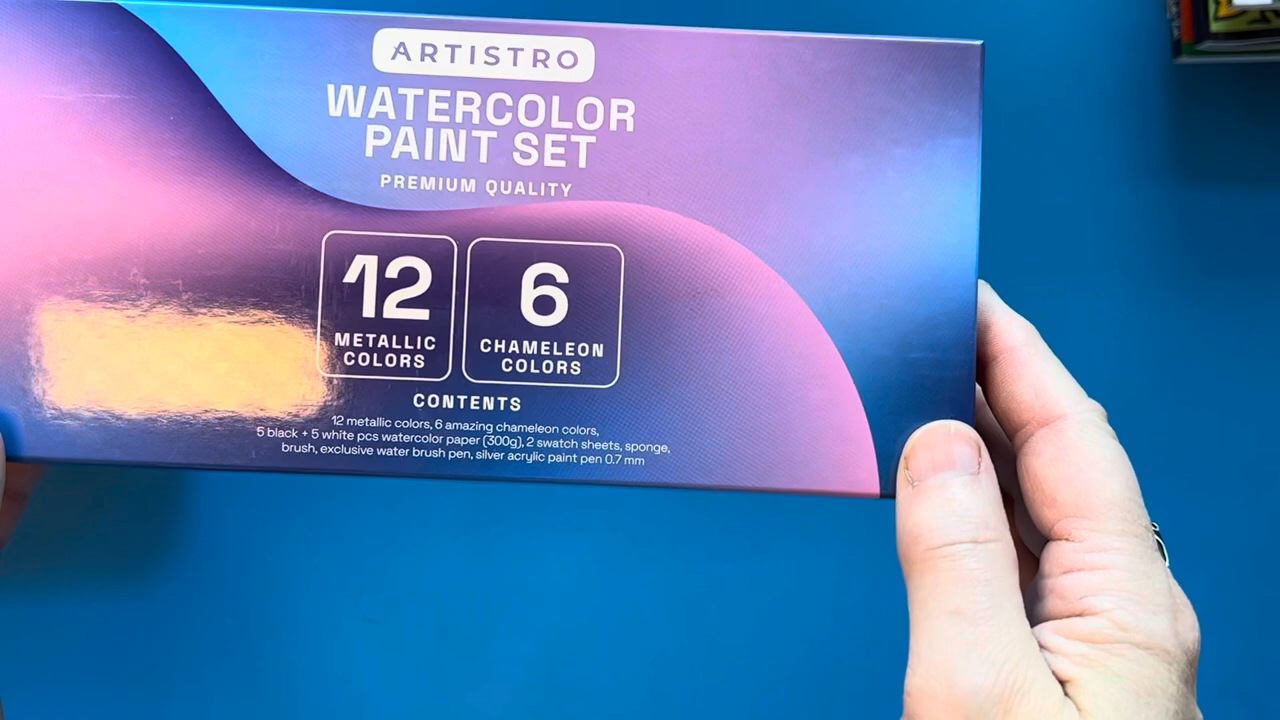 ARTISTRO
WATERCOLOR
PAINT SET
PREMIUM QUALITY
12
METALLIC
COLORS
6
CHAMELEON
COLORS
CONTENTS
12 metallic colors, 6 amazing chameleon colors,
5 black + 5 white pcs watercolor paper (300g), 2 swatch sheets, sponge,
brush, exclusive water brush pen, silver acrylic paint pen 0.7 mm